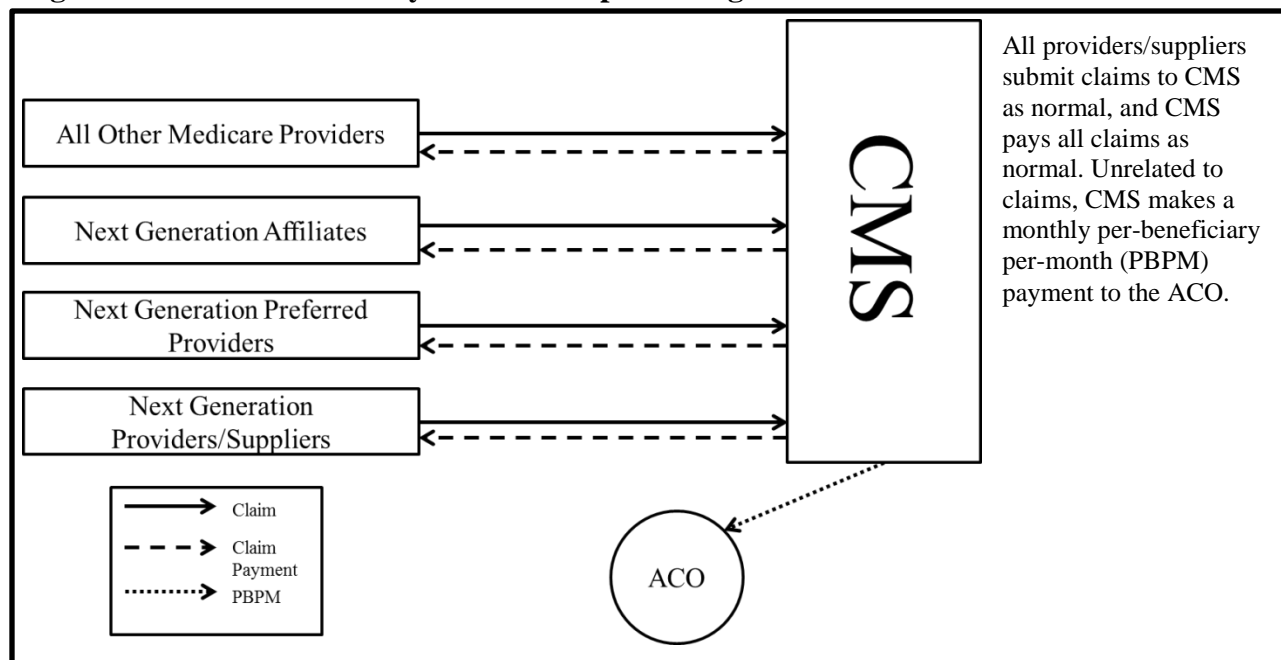 All Other Medicare Providers
Next Generation Affiliates
Next Generation Preferred
Providers
Next Generation
Providers/Suppliers
CMS
All providers/suppliers
submit claims to CMS
as normal, and CMS
pays all claims as
normal. Unrelated to
claims, CMS makes a
monthly per-beneficiary
per-month (PBPM)
payment to the ACO.
Claim
Claim
Payment
PBPM
ACO